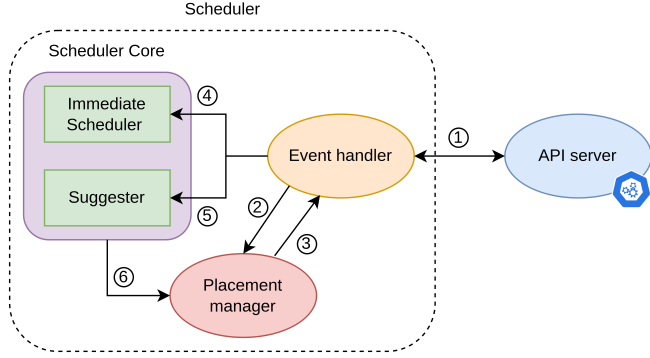 Scheduler
Scheduler Core
Immediate
Scheduler
④
Event handler
①
API server
Suggester
⑤
②
③
⑥
Placement
manager